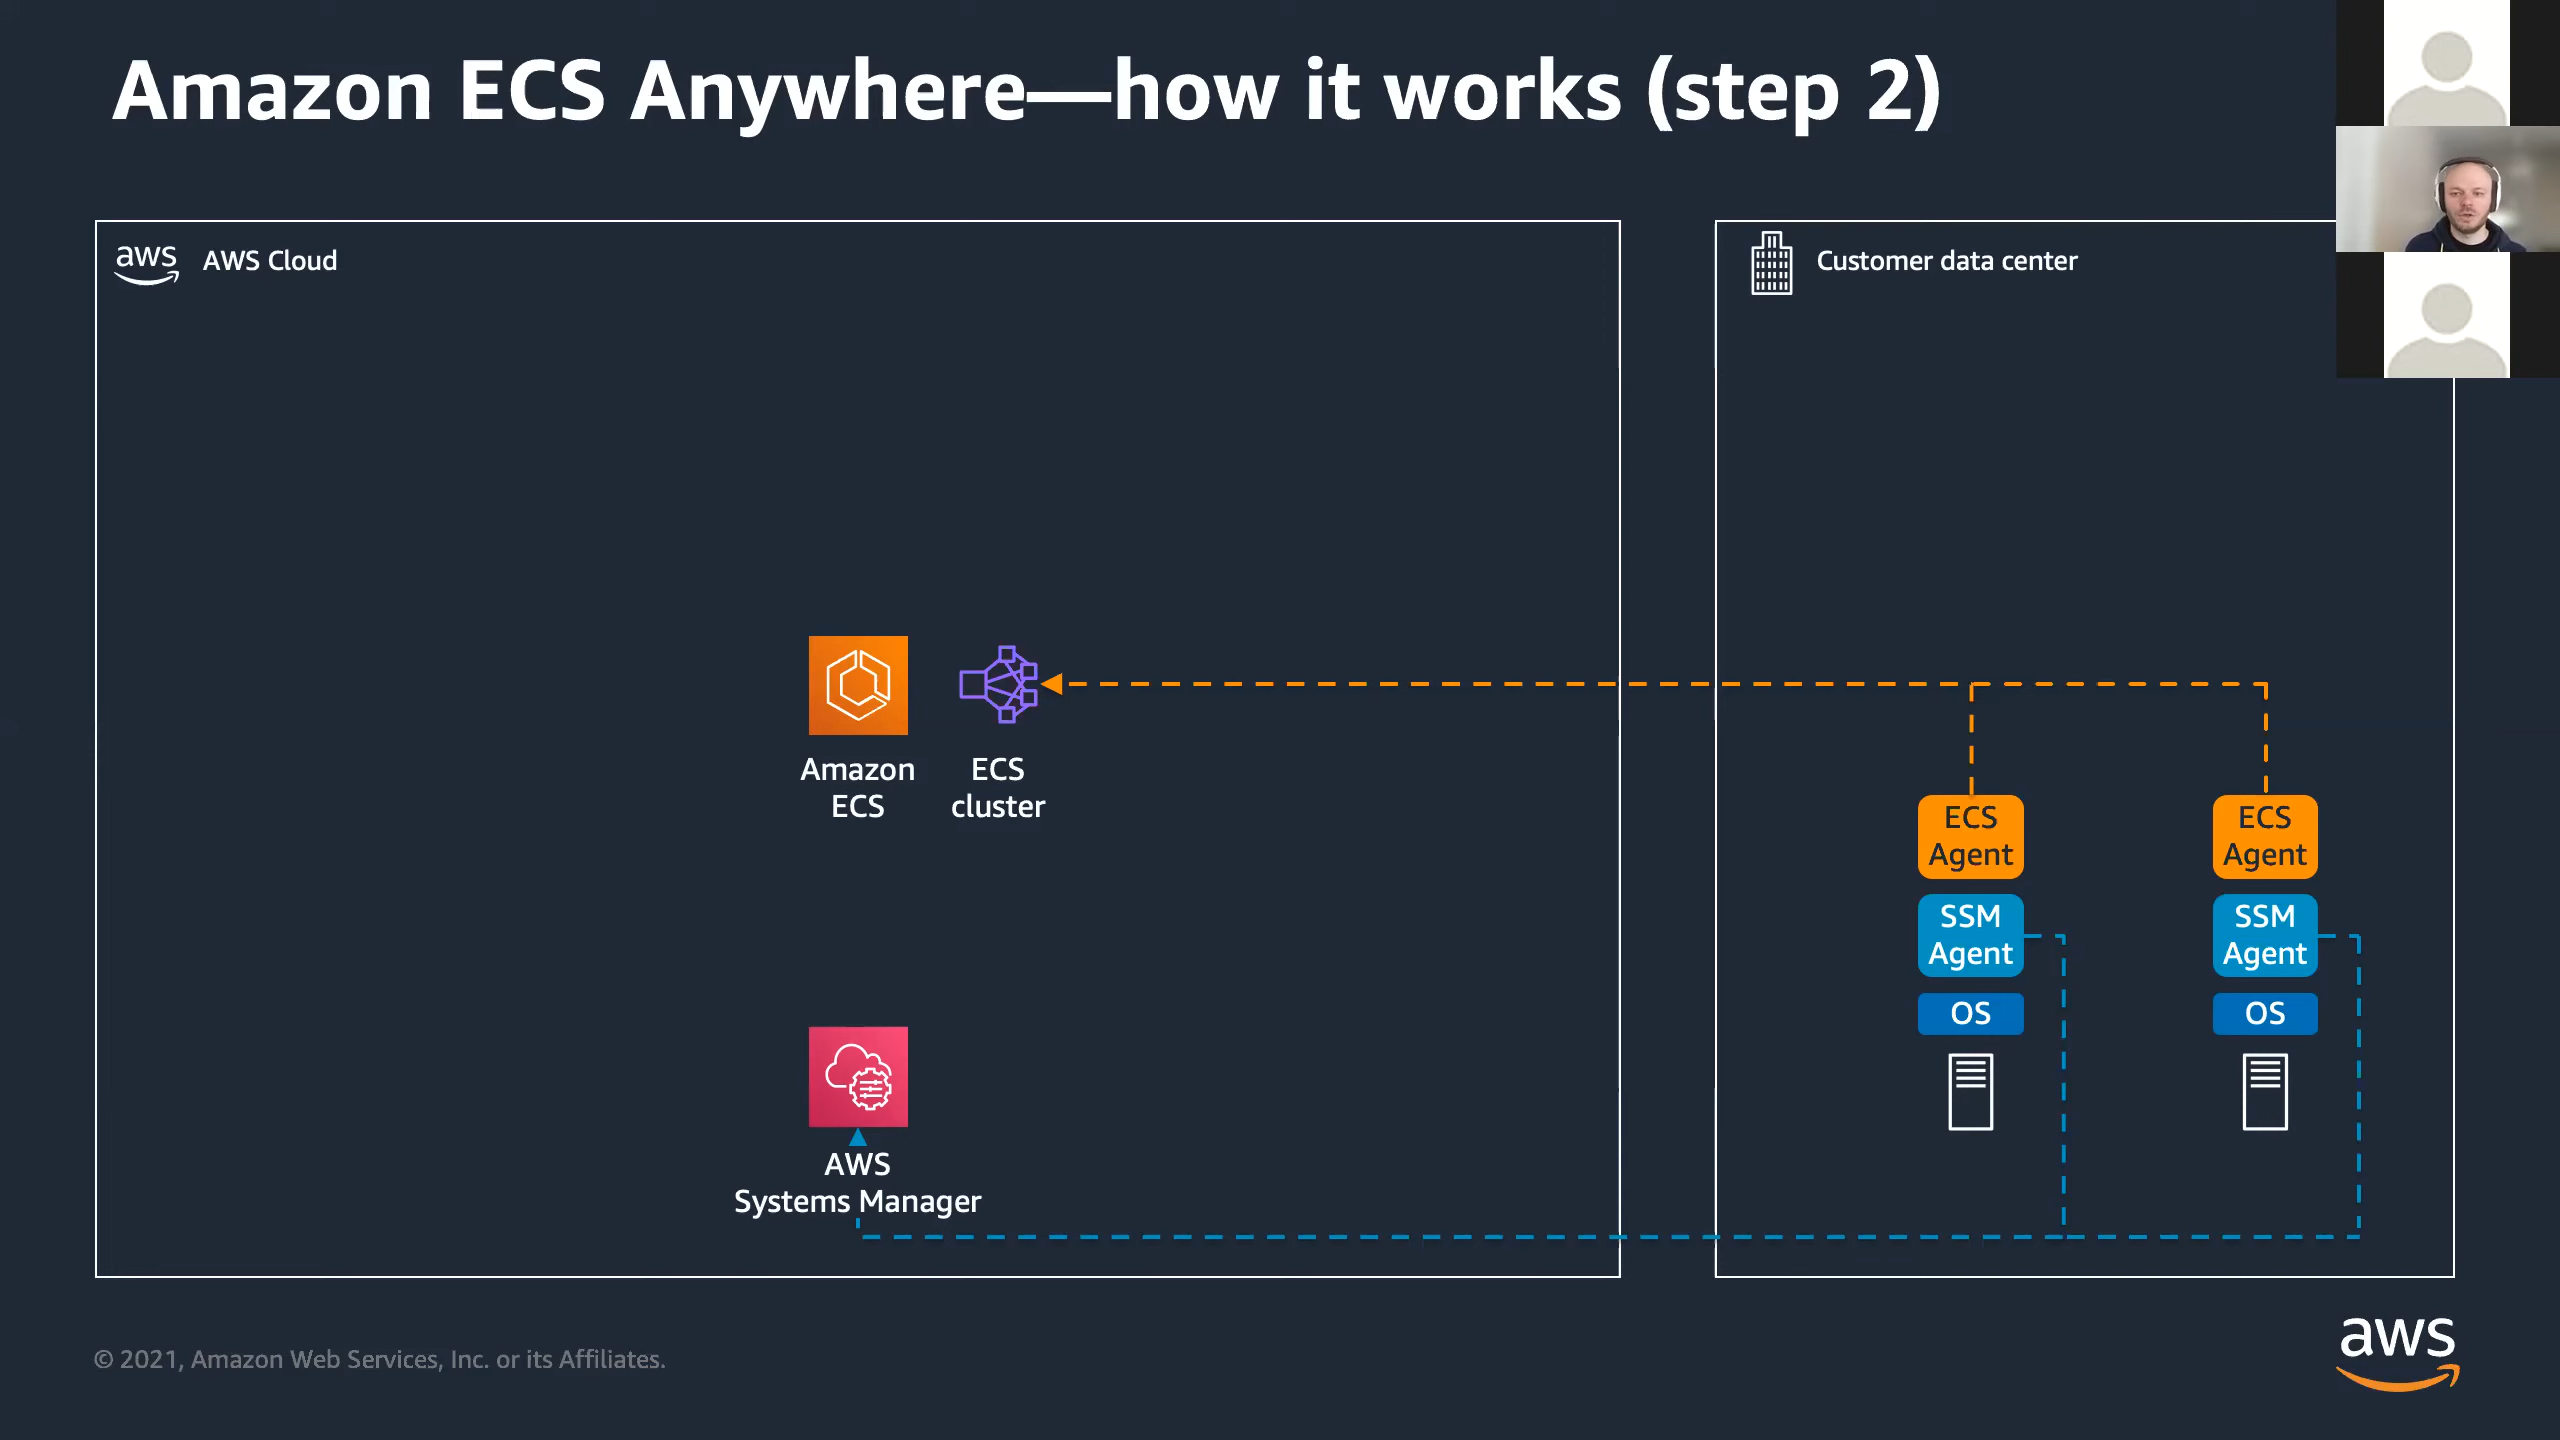 Amazon ECS Anywhere—how it works (step 2)
aws
AWS Cloud
Customer data center
Amazon
ECS
ECS
cluster
ECS
Agent
ECS
Agent
SSM
Agent
SSM
Agent
OS
OS
AWS
Systems Manager
© 2021, Amazon Web Services, Inc. or its Affiliates.
aws